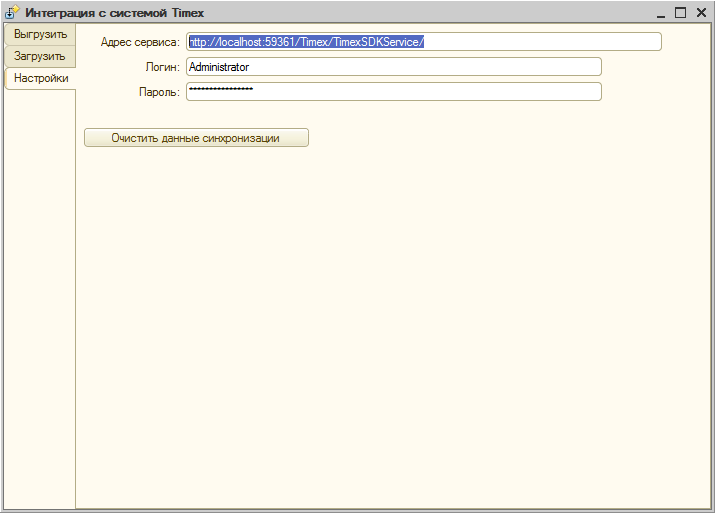 Интеграция с системой Timex
Выгрузить
Загрузить
Настройки
Адрес сервиса: http://localhost:59361/Timex/TimexSDKService/
Логин: Administrator
Пароль: ****************
Очистить данные синхронизации